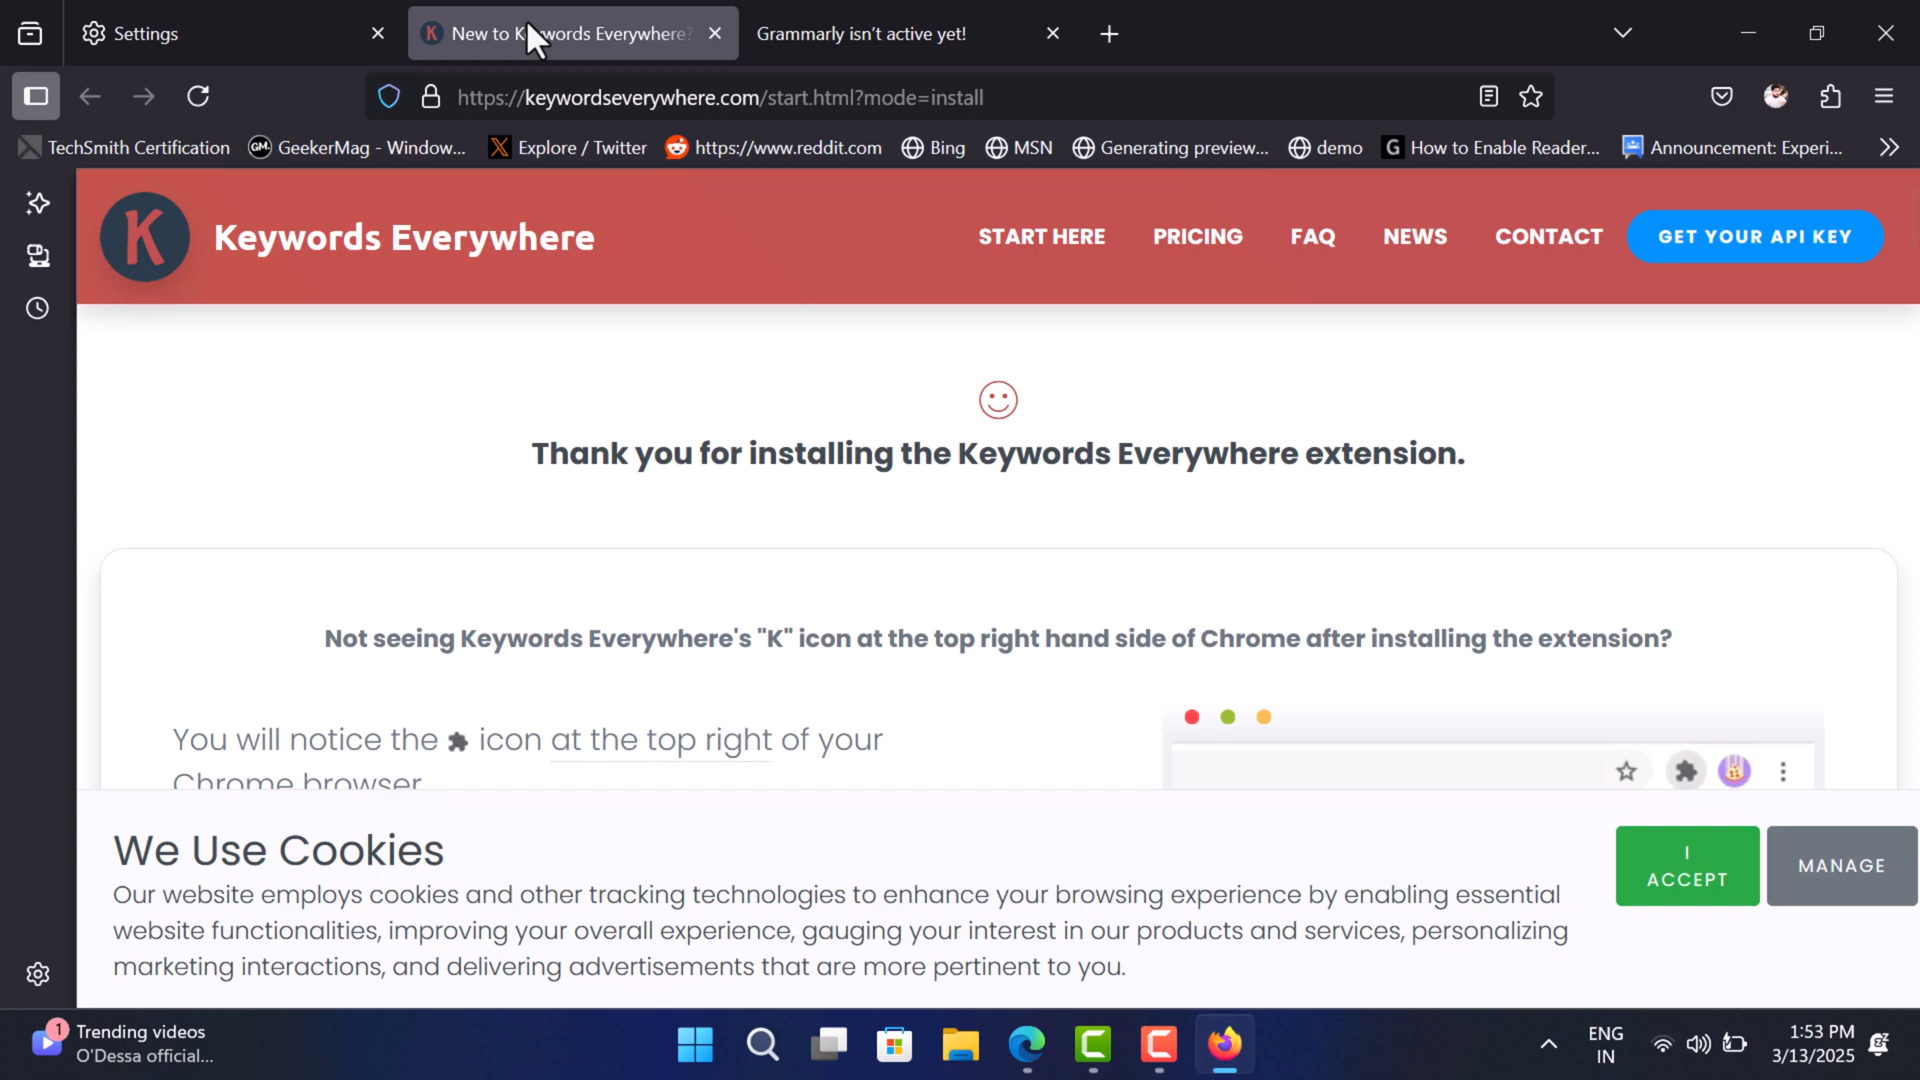 Settings
New to Keywords Everywhere?
Grammarly isn't active yet!
https://keywordseverywhere.com/start.html?mode=install
TechSmith Certification
GM.
GeekerMag - Window...
Explore / Twitter
https://www.reddit.com
Bing
MSN
Generating preview...
demo
G
How to Enable Reader...
Announcement: Experi...
K
Keywords Everywhere
START HERE
PRICING
FAQ
NEWS
CONTACT
GET YOUR API KEY
Thank you for installing the Keywords Everywhere extension.
Not seeing Keywords Everywhere's "K" icon at the top right hand side of Chrome after installing the extension?
You will notice the icon at the top right of your
Chrome browser
We Use Cookies
Our website employs cookies and other tracking technologies to enhance your browsing experience by enabling essential
website functionalities, improving your overall experience, gauging your interest in our products and services, personalizing
marketing interactions, and delivering advertisements that are more pertinent to you.
I
ACCEPT
MANAGE
1
Trending videos
O'Dessa official...
ENG
IN
1:53 PM
3/13/2025